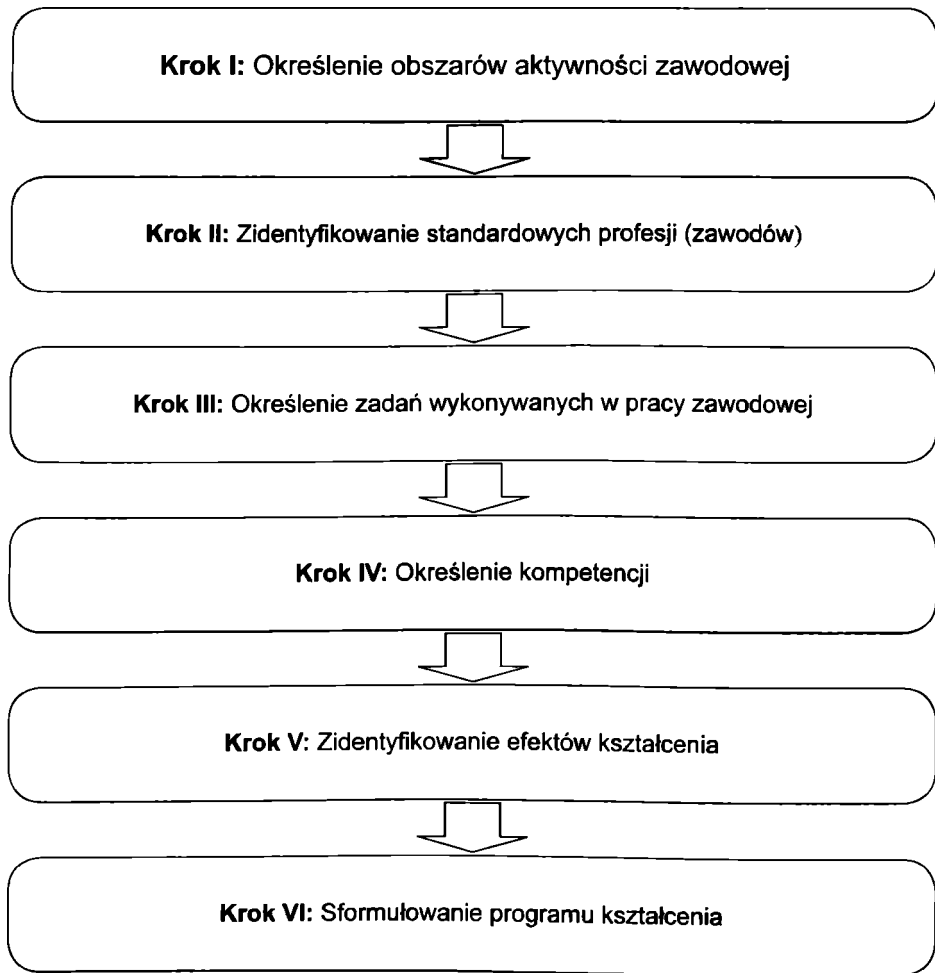 Krok I: Określenie obszarów aktywności zawodowej
Krok II: Zidentyfikowanie standardowych profesji (zawodów)
Krok III: Określenie zadań wykonywanych w pracy zawodowej
Krok IV: Określenie kompetencji
Krok V: Zidentyfikowanie efektów kształcenia
Krok VI: Sformułowanie programu kształcenia